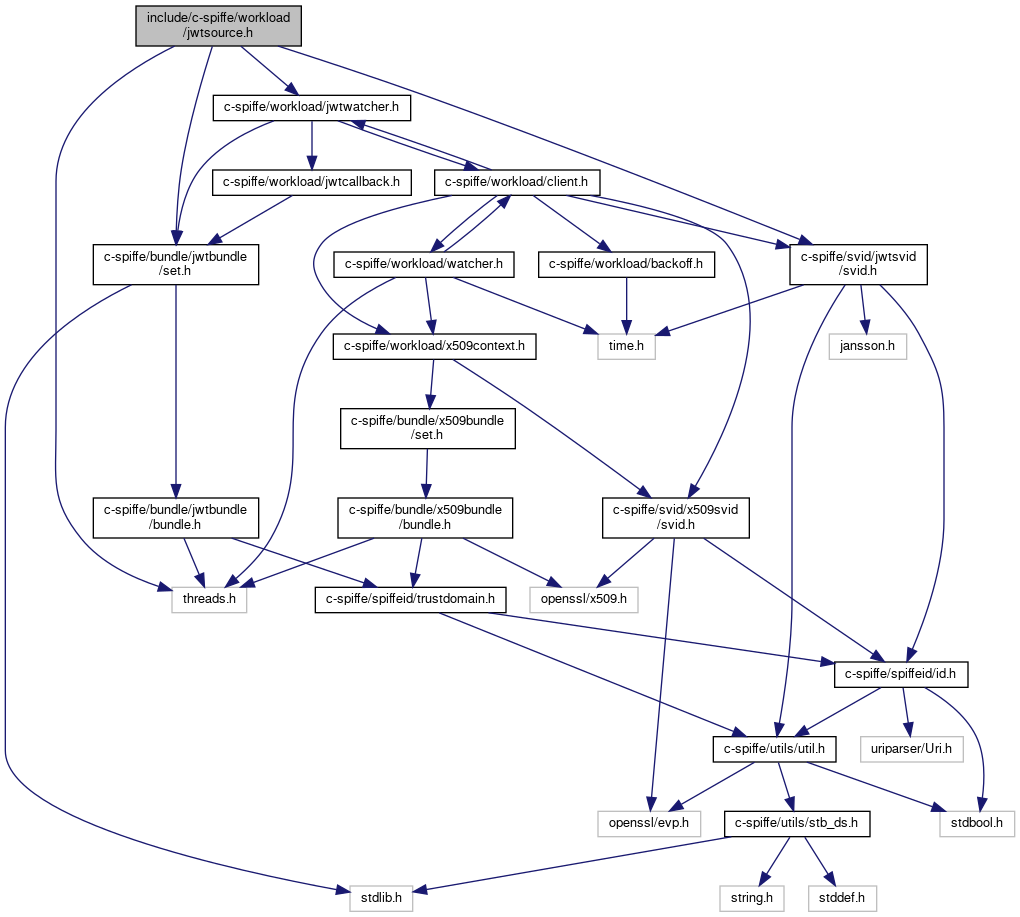 include/c-spiffe/workload
/jwtsource.h
c-spiffe/workload/jwtwatcher.h
c-spiffe/workload/jwtcallback.h
c-spiffe/workload/client.h
c-spiffe/bundle/jwtbundle
/set.h
c-spiffe/workload/watcher.h
c-spiffe/workload/backoff.h
c-spiffe/svid/jwtsvid
/svid.h
c-spiffe/workload/x509context.h
time.h
jansson.h
c-spiffe/bundle/x509bundle
/set.h
c-spiffe/bundle/jwtbundle
/bundle.h
c-spiffe/bundle/x509bundle
/bundle.h
c-spiffe/svid/x509svid
/svid.h
threads.h
c-spiffe/spiffeid/trustdomain.h
openssl/x509.h
c-spiffe/spiffeid/id.h
c-spiffe/utils/util.h
uriparser/Uri.h
openssl/evp.h
c-spiffe/utils/stb_ds.h
stdbool.h
stdlib.h
string.h
stddef.h